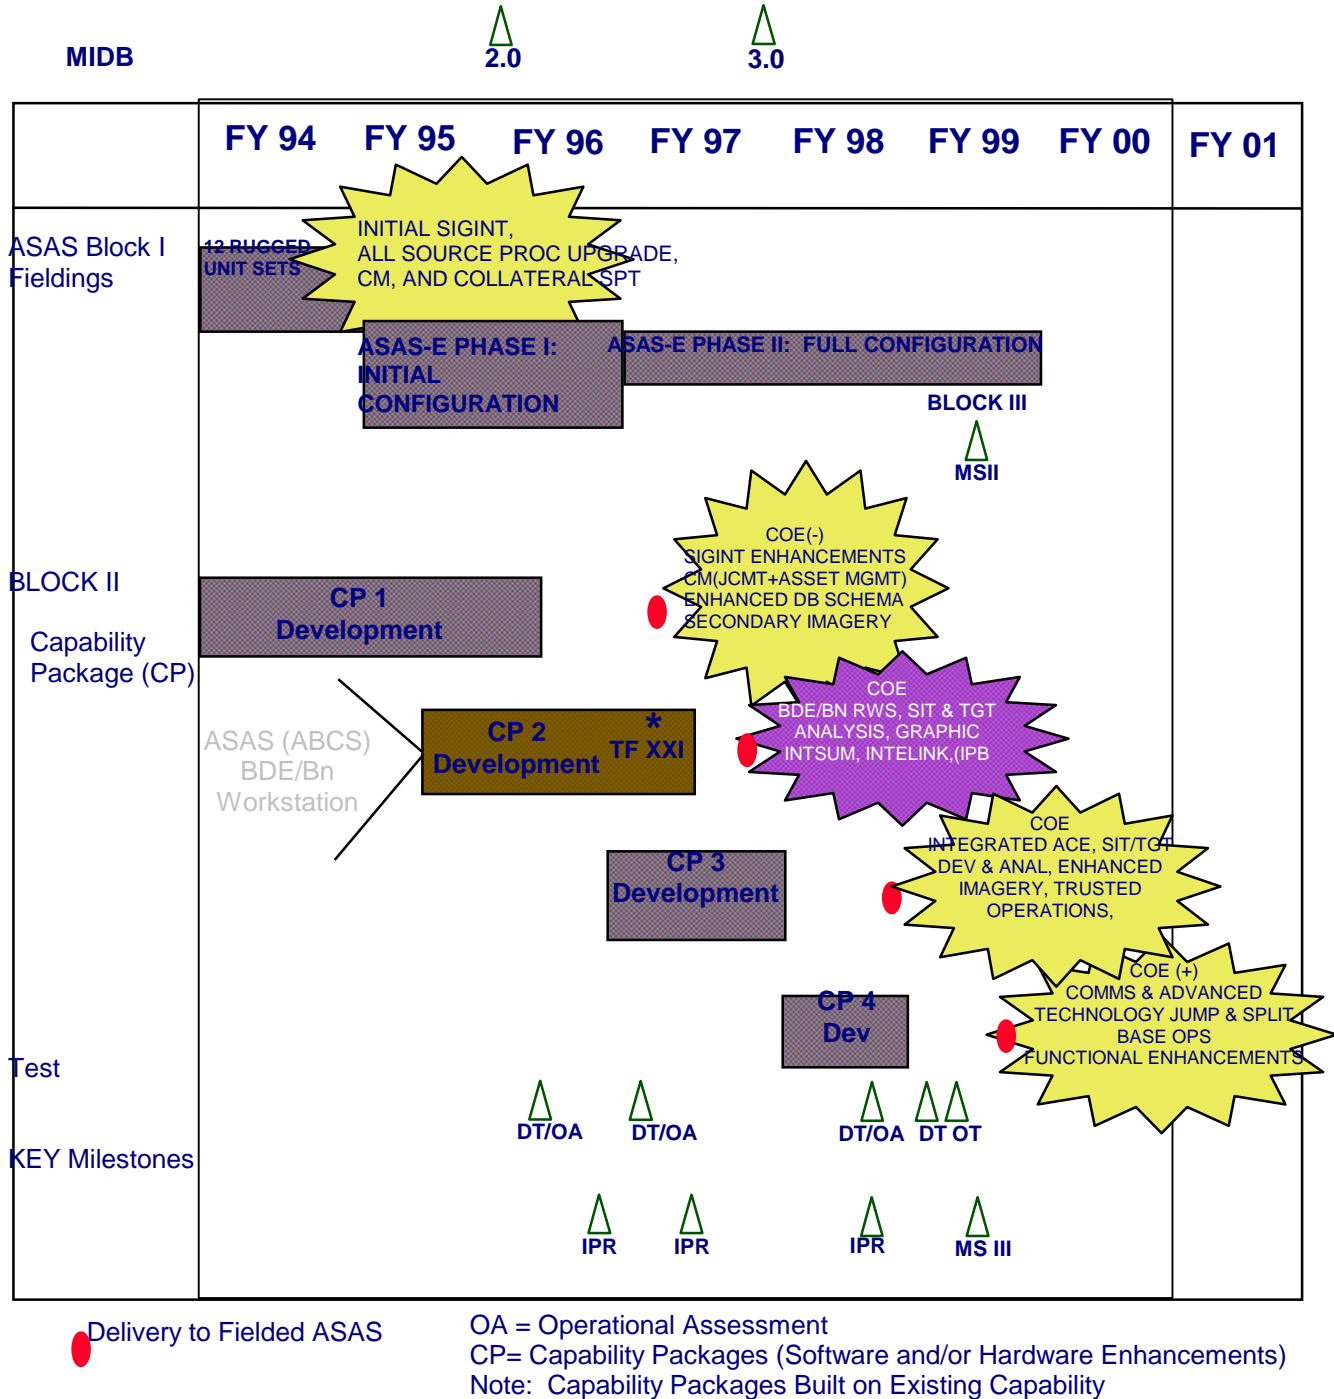 MIDB
2.0
3.0
FY 94
FY 95
FY 96
FY 97
FY 98
FY 99
FY 00
FY 01
ASAS Block I
Fieldings
12 RUGGED
UNIT SETS
INITIAL SIGINT,
ALL SOURCE PROC UPGRADE,
CM, AND COLLATERAL SPT
ASAS-E PHASE I:
INITIAL
CONFIGURATION
ASAS-E PHASE II: FULL CONFIGURATION
BLOCK III
MSII
BLOCK II
Capability
Package (CP)
CP 1
Development
COE(-)
SIGINT ENHANCEMENTS
CM(JCMT+ASSET MGMT)
ENHANCED DB SCHEMA
SECONDARY IMAGERY
ASAS (ABCS)
BDE/Bn
Workstation
CP 2
Development
*
TF XXI
COE
BDE/BN RWS, SIT & TGT
ANALYSIS, GRAPHIC
INTSUM, INTELINK,(IPB
CP 3
Development
COE
INTEGRATED ACE, SIT/TGT
DEV & ANAL, ENHANCED
IMAGERY, TRUSTED
OPERATIONS,
CP 4
Dev
COE (+)
COMMS & ADVANCED
TECHNOLOGY JUMP & SPLIT
BASE OPS
FUNCTIONAL ENHANCEMENTS
Test
DT/OA
DT/OA
DT/OA
DT OT
KEY Milestones
IPR
IPR
IPR
MS III
Delivery to Fielded ASAS
OA = Operational Assessment
CP= Capability Packages (Software and/or Hardware Enhancements)
Note: Capability Packages Built on Existing Capability